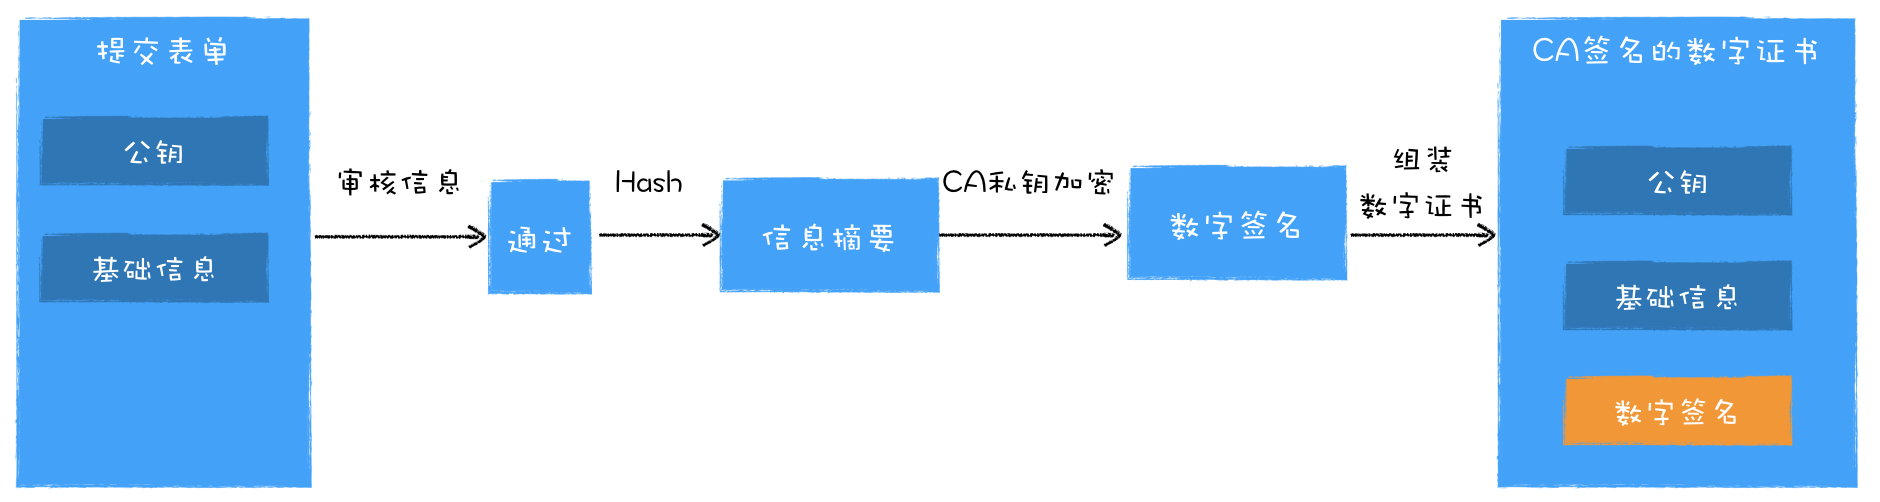 提交表单
公钥
基础信息
审核信息
通过
Hash
信息摘要
CA私钥加密
数字签名
组装
数字证书
CA签名的数字证书
公钥
基础信息
数字签名